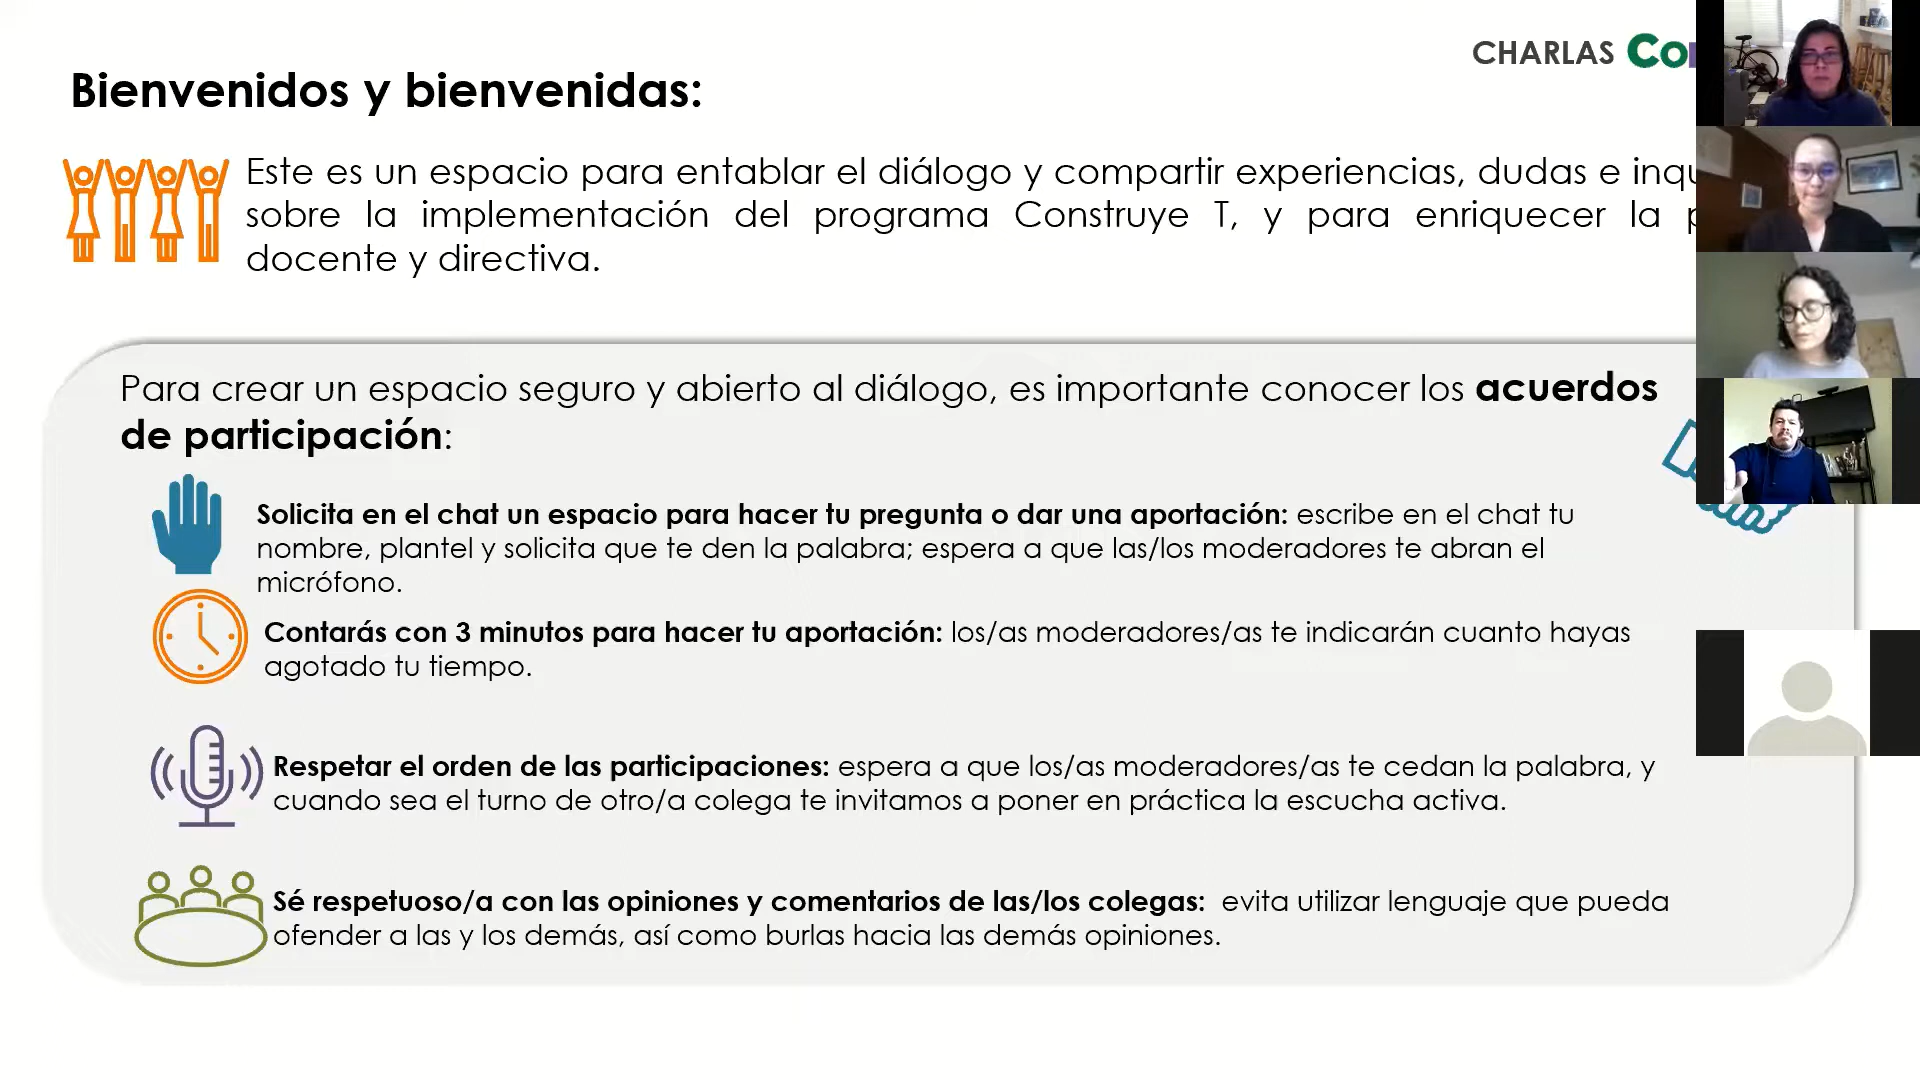 CHARLAS Co
Bienvenidos y bienvenidas:
Este es un espacio para entablar el diálogo y compartir experiencias, dudas e
sobre la implementación del programa Construye T, y para enriquecer la
docente y directiva.
Para crear un espacio seguro y abierto al diálogo, es importante conocer los acuerdos
de participación:
Solicita en el chat un espacio para hacer tu pregunta o dar una aportación: escribe en el chat tu
nombre, plantel y solicita que te den la palabra; espera a que las/los moderadores te abran el
micrófono.
Contarás con 3 minutos para hacer tu aportación: los/as moderadores/as te indicarán cuanto hayas
agotado tu tiempo.
Respetar el orden de las participaciones: espera a que los/as moderadores/as te cedan la palabra, y
cuando sea el turno de otro/a colega te invitamos a poner en práctica la escucha activa.
Sé respetuoso/a con las opiniones y comentarios de las/los colegas: evita utilizar lenguaje que pueda
ofender a las y los demás, así como burlas hacia las demás opiniones.